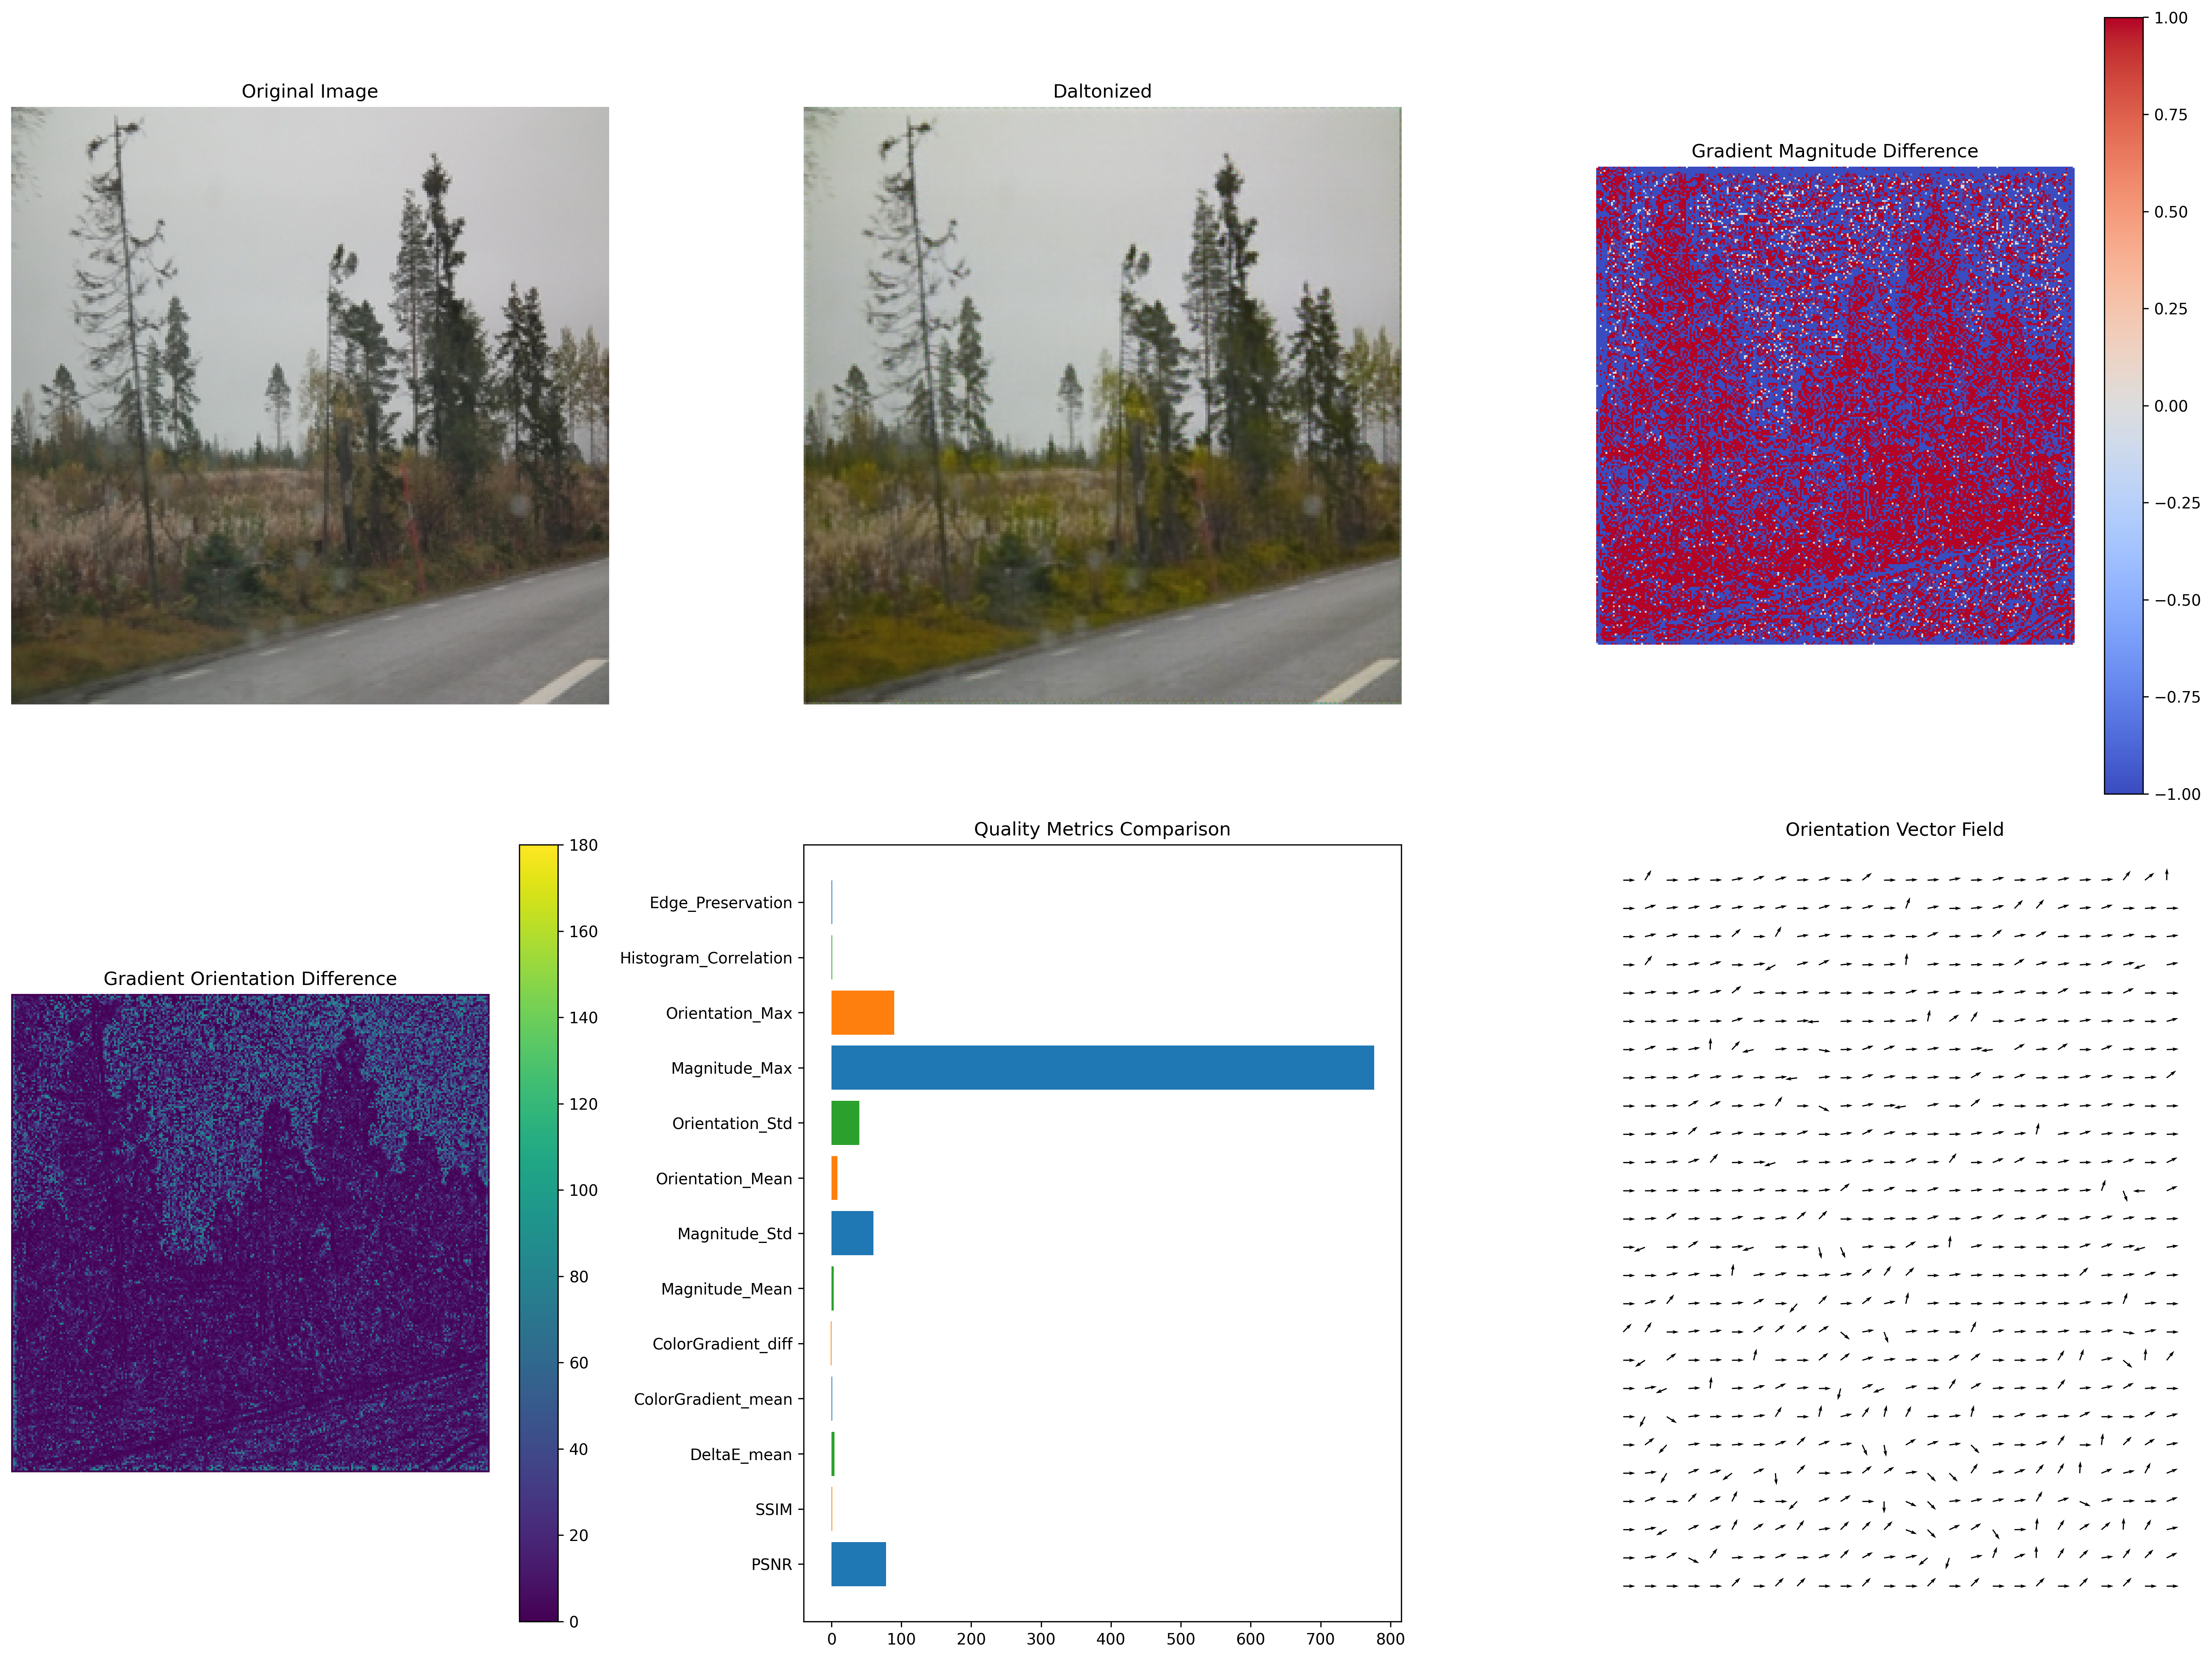 Original Image
Daltonized
Gradient Magnitude Difference
1.00
0.75
0.50
0.25
0.00
−0.25
−0.50
−0.75
−1.00
Gradient Orientation Difference
180
160
140
120
100
80
60
40
20
0
Quality Metrics Comparison
Edge_Preservation
Histogram_Correlation
Orientation_Max
Magnitude_Max
Orientation_Std
Orientation_Mean
Magnitude_Std
Magnitude_Mean
ColorGradient_diff
ColorGradient_mean
DeltaE_mean
SSIM
PSNR
0 100 200 300 400 500 600 700 800
Orientation Vector Field